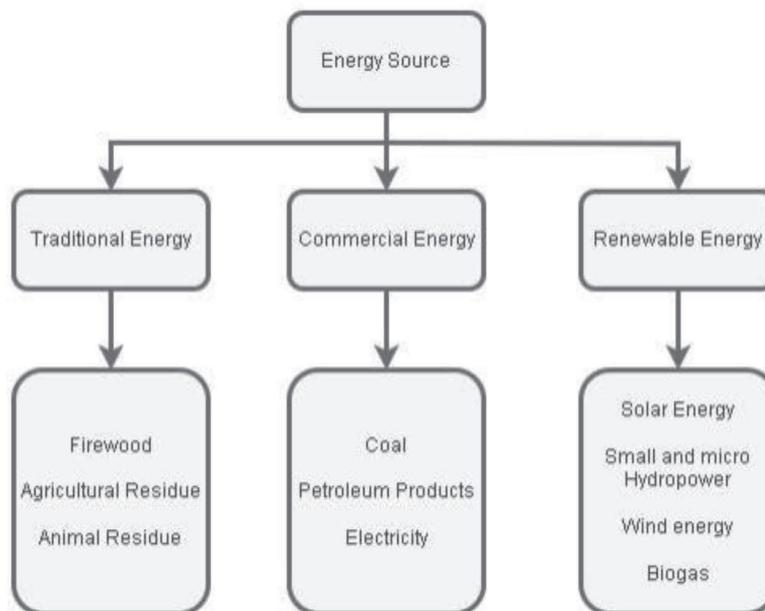 Energy Source
Traditional Energy
Commercial Energy
Renewable Energy
Firewood
Agricultural Residue
Animal Residue
Coal
Petroleum Products
Electricity
Solar Energy
Small and micro
Hydropower
Wind energy
Biogas